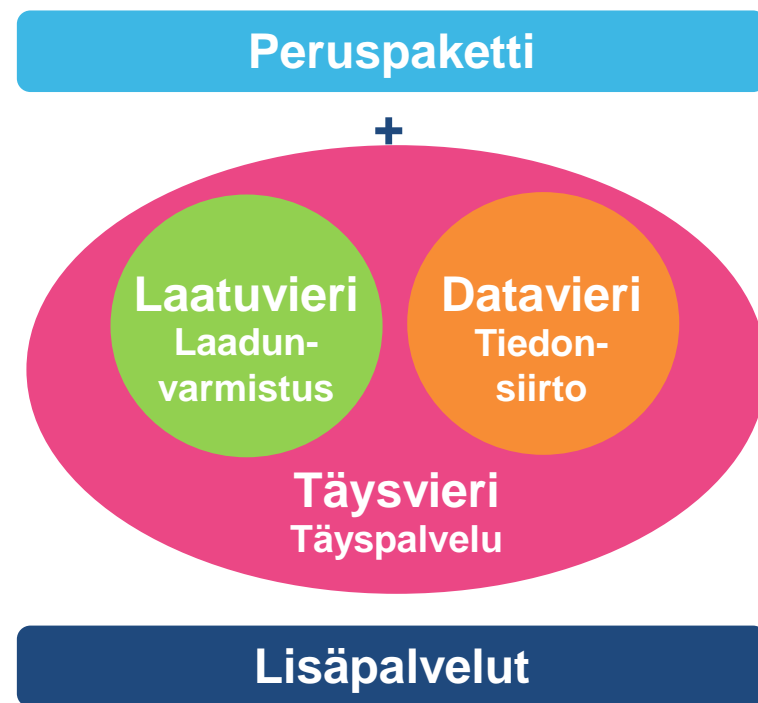 Peruspaketti
+
Laatuvieri
Laadun-
varmistus
Datavieri
Tiedon-
siirto
Täysvieri
Täyspalvelu
Lisäpalvelut